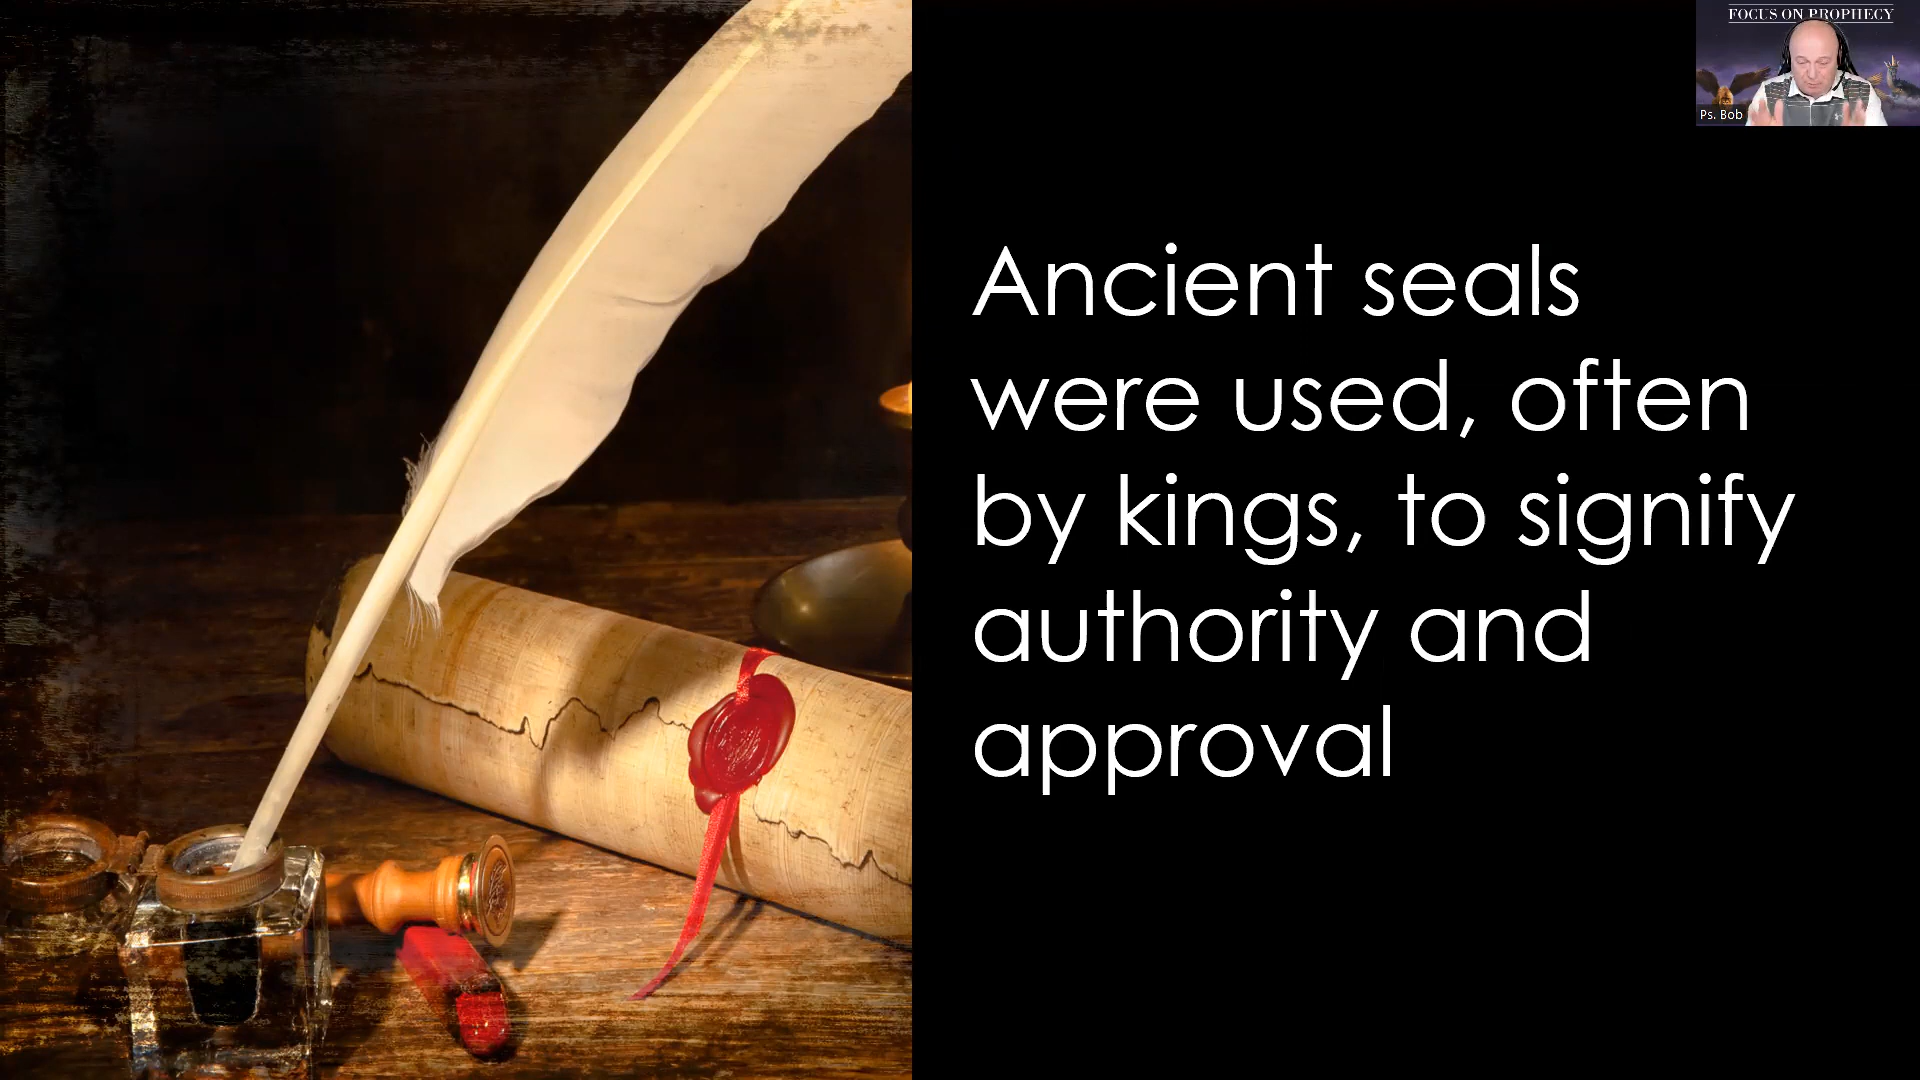 FOCUS ON PROPHECY
Ps. Bob
Ancient seals
were used, often
by kings, to signify
authority and
approval